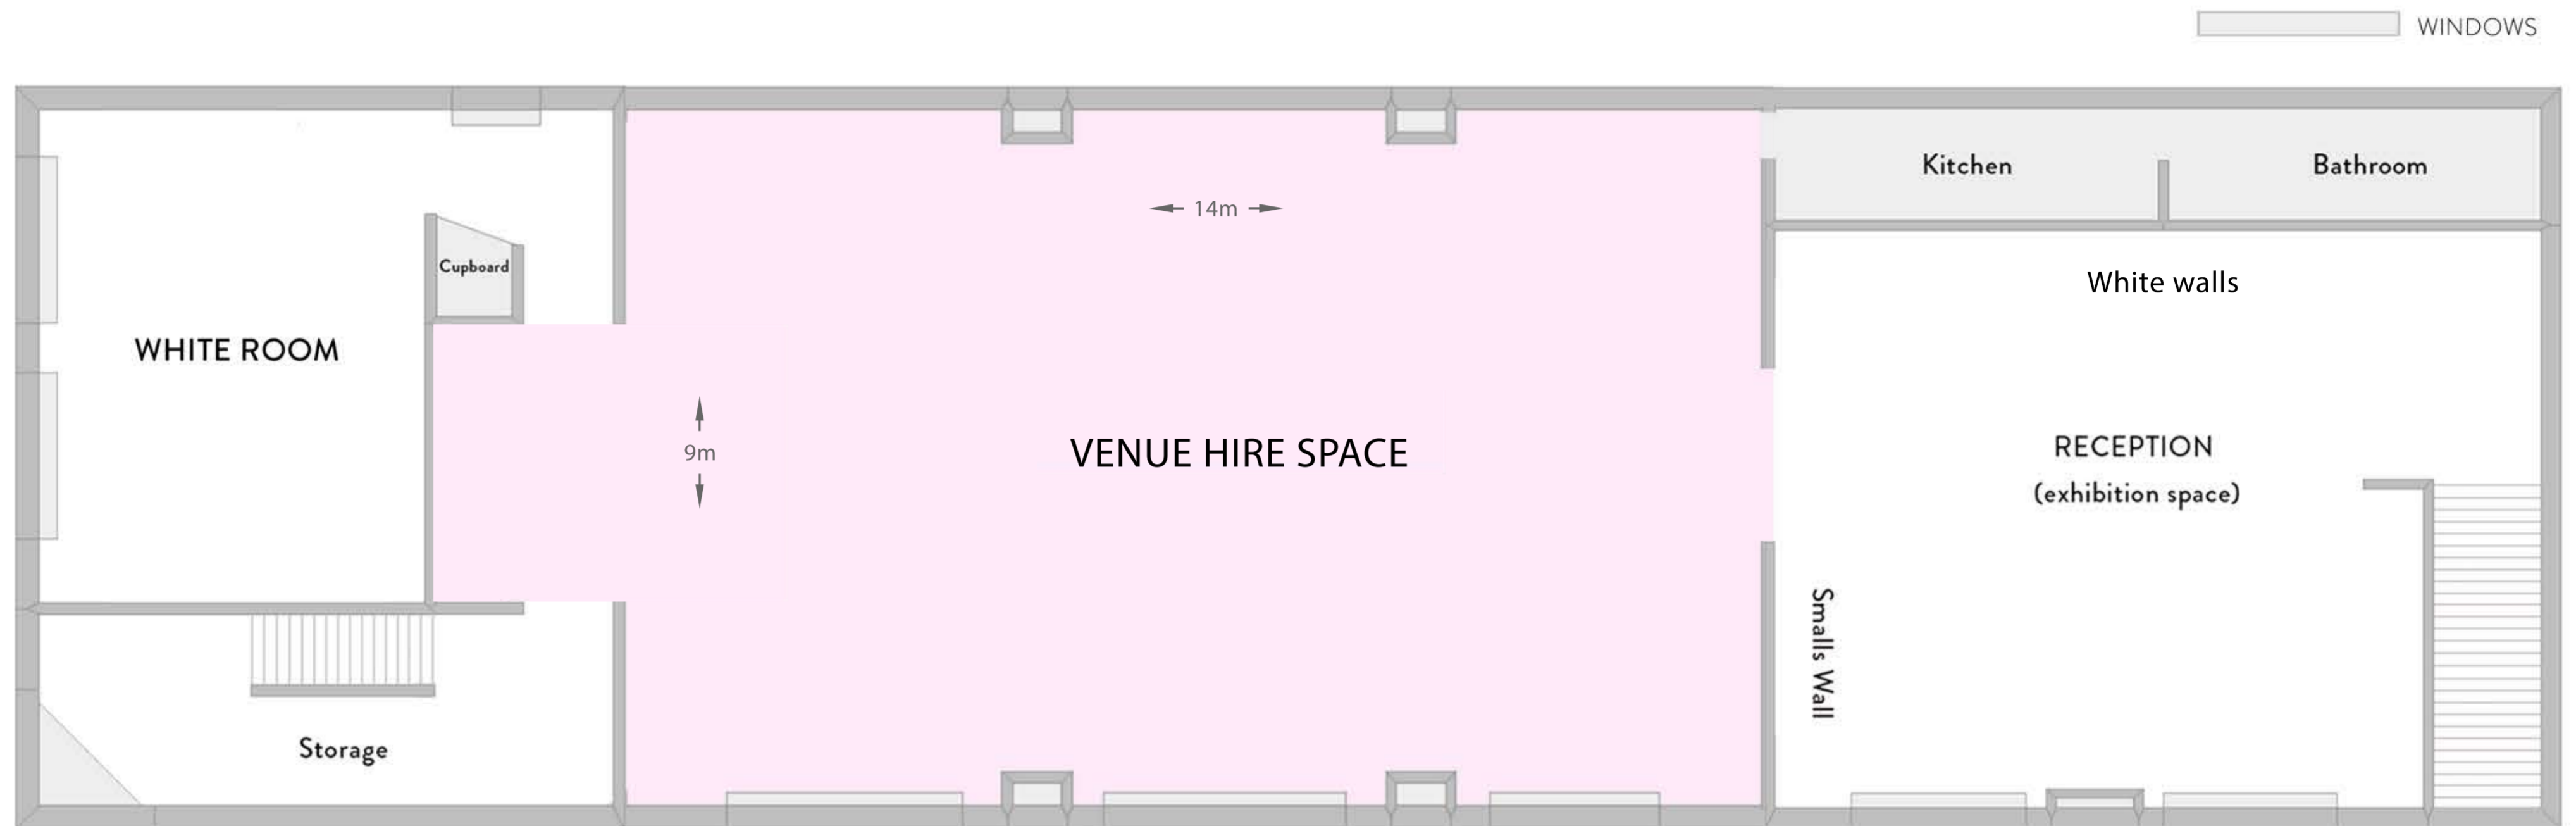 WINDOWS
Kitchen
Bathroom
14m
Cupboard
White walls
WHITE ROOM
9m
VENUE HIRE SPACE
RECEPTION
(exhibition space)
Smalls Wall
Storage